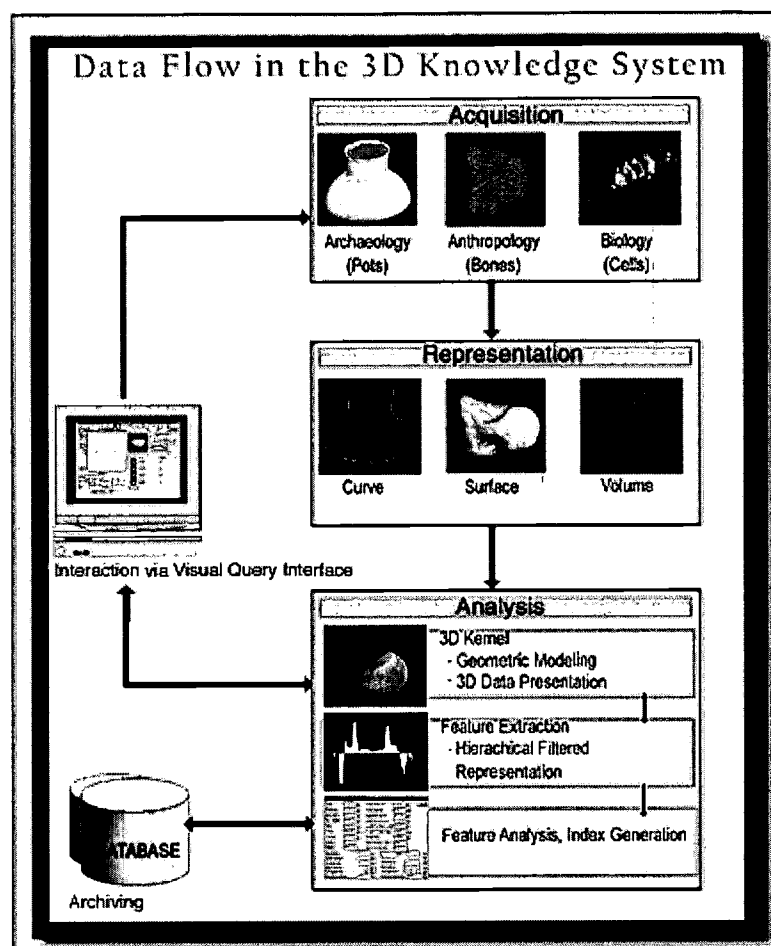 Data Flow in the 3D Knowledge System
Acquisition
Archaeology
(Pots)
Anthropology
(Bones)
Biology
(Cells)
Representation
Curve
Surface
Volume
Interaction via Visual Query Interface
Analysis
3D Kernel
- Geometric Modeling
- 3D Data Presentation
Feature Extraction
- Hierachical Filtered
Representation
Feature Analysis, Index Generation
ATABASE
Archiving